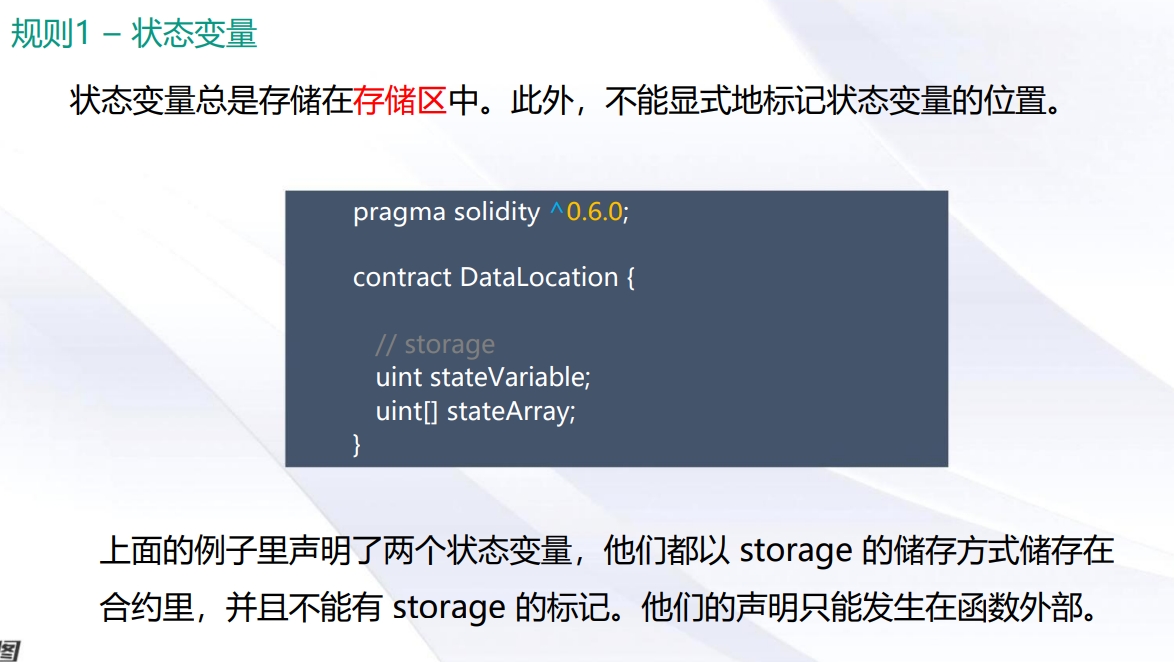 规则1 – 状态变量
状态变量总是存储在存储区中。此外，不能显式地标记状态变量的位置。
pragma solidity ^0.6.0;
contract DataLocation {
// storage
uint stateVariable;
uint[] stateArray;
}
上面的例子里声明了两个状态变量，他们都以 storage 的储存方式储存在
合约里，并且不能有 storage 的标记。他们的声明只能发生在函数外部。
图